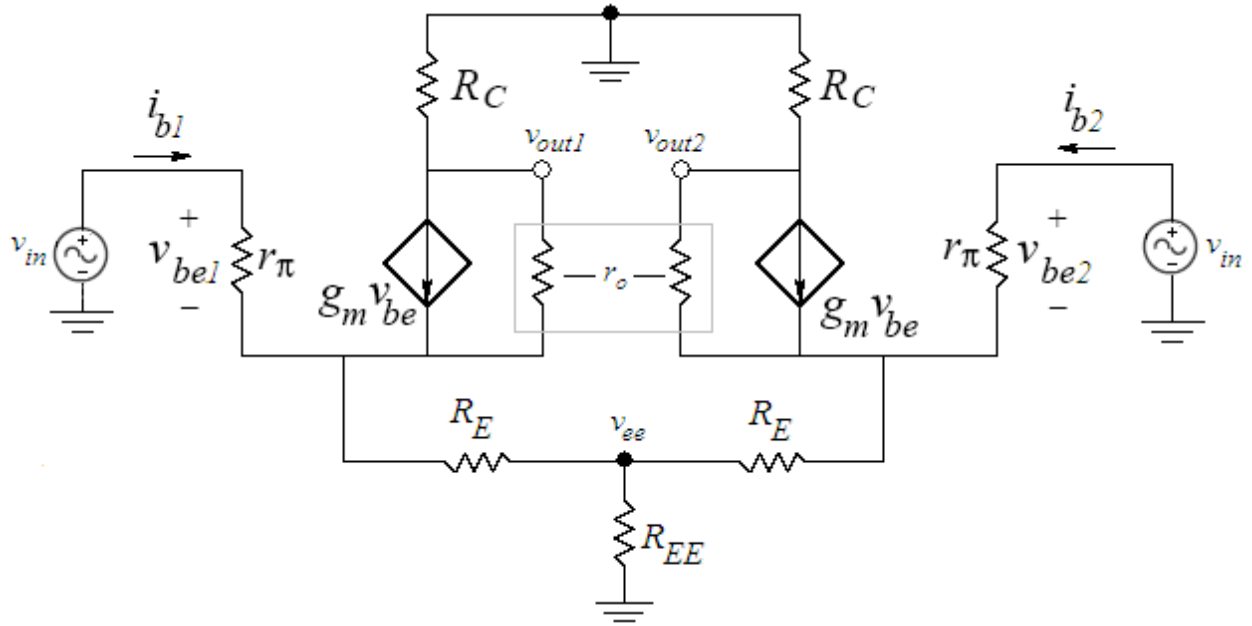 R_C
R_C
i_b1
i_b2
v_out1
v_out2
v_in
+
v_be1
−
r_π
g_m v_be
r_o
g_m v_be
r_π
+
v_be2
−
v_in
R_E
v_ee
R_E
R_EE